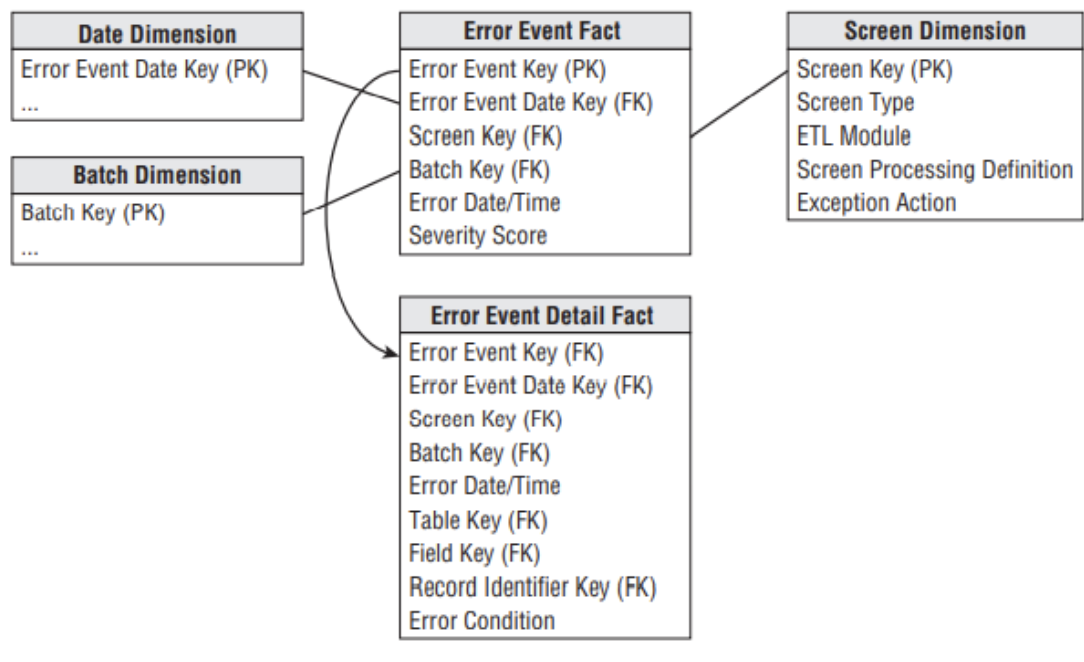 Date Dimension
Error Event Date Key (PK)
...
Batch Dimension
Batch Key (PK)
...
Error Event Fact
Error Event Key (PK)
Error Event Date Key (FK)
Screen Key (FK)
Batch Key (FK)
Error Date/Time
Severity Score
Screen Dimension
Screen Key (PK)
Screen Type
ETL Module
Screen Processing Definition
Exception Action
Error Event Detail Fact
Error Event Key (FK)
Error Event Date Key (FK)
Screen Key (FK)
Batch Key (FK)
Error Date/Time
Table Key (FK)
Field Key (FK)
Record Identifier Key (FK)
Error Condition